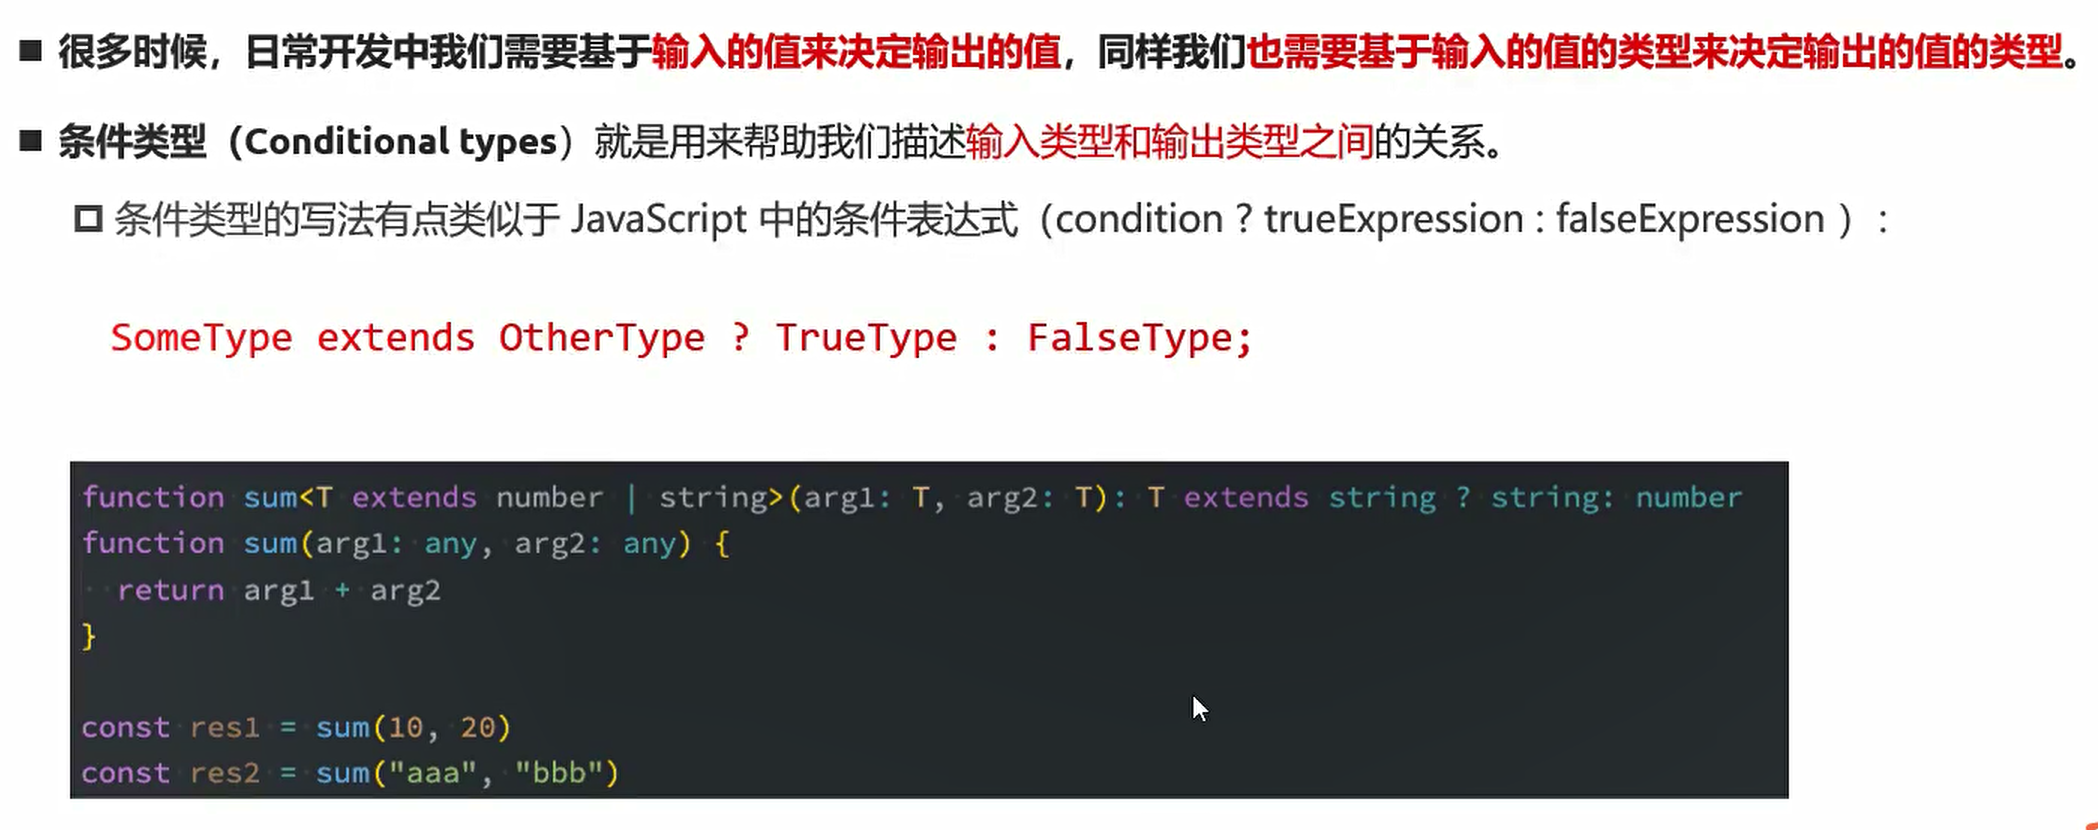 ■ 很多时候，日常开发中我们需要基于输入的值来决定输出的值，同样我们也需要基于输入的值的类型来决定输出的值的类型。
■ 条件类型（Conditional types）就是用来帮助我们描述输入类型和输出类型之间的关系。
条件类型的写法有点类似于 JavaScript 中的条件表达式（condition ? trueExpression : falseExpression ）:
SomeType extends OtherType ? TrueType : FalseType;
function sum<T extends number | string>(arg1: T, arg2: T): T extends string ? string: number
function sum(arg1: any, arg2: any) {
  return arg1 + arg2
}
const res1 = sum(10, 20)
const res2 = sum("aaa", "bbb")